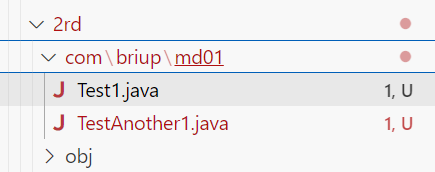 2rd
com\briup\md01
J Test1.java 1, U
J TestAnother1.java 1, U
obj